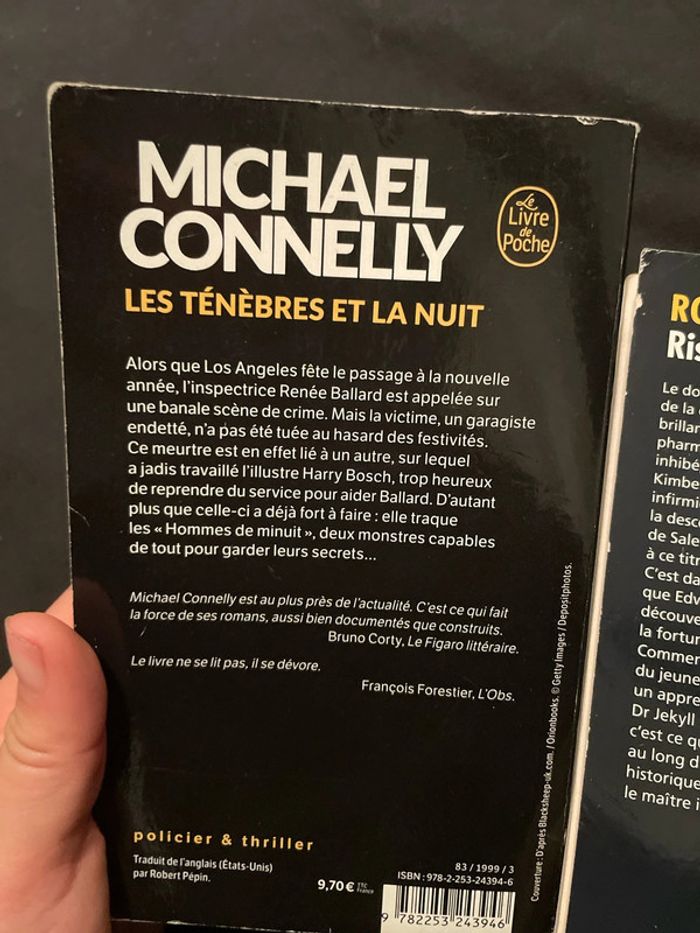 MICHAEL
CONNELLY
Le
Livre
de
Poche
LES TÉNÈBRES ET LA NUIT
Alors que Los Angeles fête le passage à la nouvelle
année, l'inspectrice Renée Ballard est appelée sur
une banale scène de crime. Mais la victime, un garagiste
endetté, n'a pas été tuée au hasard des festivités.
Ce meurtre est en effet lié à un autre, sur lequel
a jadis travaillé l'illustre Harry Bosch, trop heureux
de reprendre du service pour aider Ballard. D'autant
plus que celle-ci a déjà fort à faire : elle traque
les « Hommes de minuit », deux monstres capables
de tout pour garder leurs secrets…
Michael Connelly est au plus près de l'actualité. C'est ce qui fait
la force de ses romans, aussi bien documentés que construits.
Bruno Corty, Le Figaro littéraire.
Le livre ne se lit pas, il se dévore.
François Forestier, L'Obs.
policier & thriller
Traduit de l'anglais (États-Unis)
par Robert Pépin.
9,70 € TTC
France
83 / 1999 / 3
ISBN : 978-2-253-24394-6
9 782253 243946
Couverture : D'après Blacksheep-uk.com. / Orionbooks. © Getty Images / Depositphotos.
RO
Ris
Le do
de la
brillar
pharm
inhibé
Kimbe
infirmi
la desc
de Sale
à ce titr
C'est da
que Edw
découve
la fortur
Commer
du jeune
un appre
Dr Jekyll
c'est ce qu
au long d
historique
le maître i